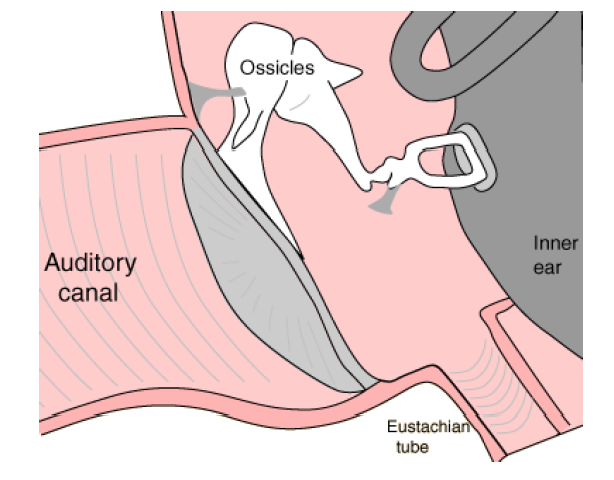 Ossicles
Auditory
canal
Inner
ear
Eustachian
tube